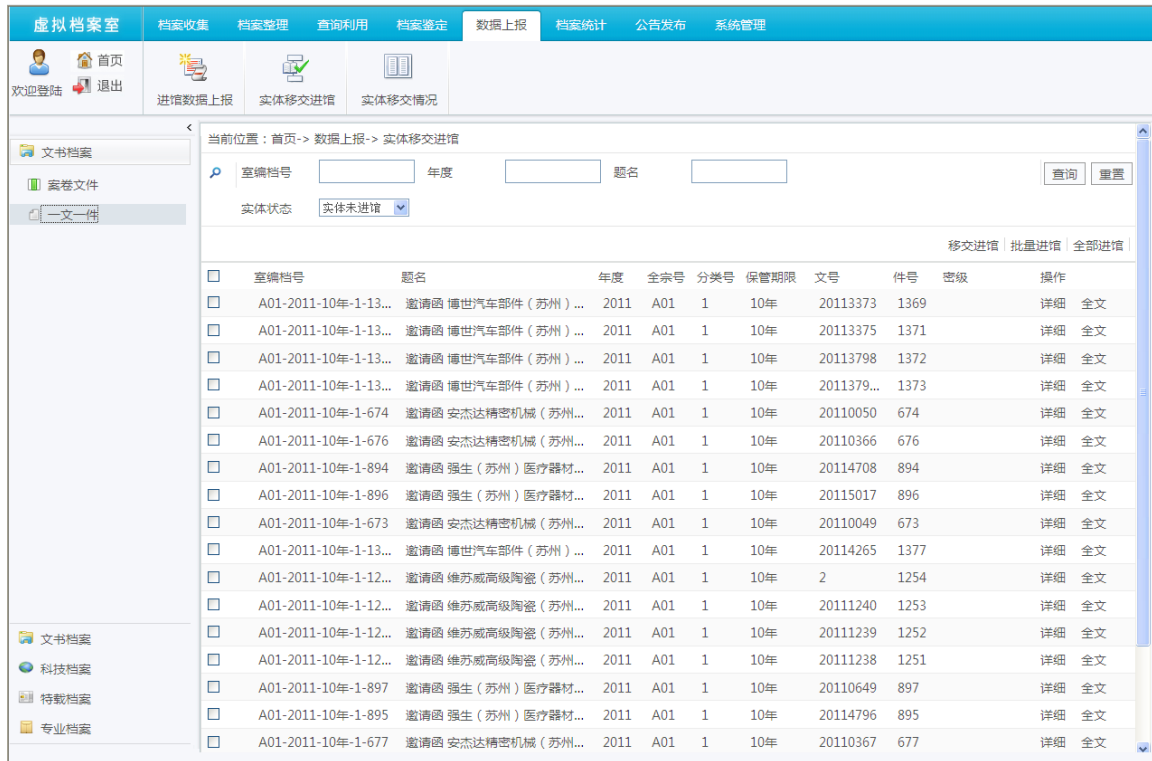 虚拟档案室 档案收集 档案整理 查询利用 档案鉴定 数据上报 档案统计 公告发布 系统管理
欢迎登陆 首页 退出 进馆数据上报 实体移交进馆 实体移交情况
文书档案
案卷文件
一文一件
当前位置：首页-> 数据上报-> 实体移交进馆
室编档号 年度 题名 查询 重置
实体状态 实体未进馆
移交进馆 批量进馆 全部进馆
室编档号 题名 年度 全宗号 分类号 保管期限 文号 件号 密级 操作
A01-2011-10年-1-13... 邀请函 博世汽车部件（苏州）... 2011 A01 1 10年 20113373 1369 详细 全文
A01-2011-10年-1-13... 邀请函 博世汽车部件（苏州）... 2011 A01 1 10年 20113375 1371 详细 全文
A01-2011-10年-1-13... 邀请函 博世汽车部件（苏州）... 2011 A01 1 10年 20113798 1372 详细 全文
A01-2011-10年-1-13... 邀请函 博世汽车部件（苏州）... 2011 A01 1 10年 2011379... 1373 详细 全文
A01-2011-10年-1-674 邀请函 安杰达精密机械（苏州... 2011 A01 1 10年 20110050 674 详细 全文
A01-2011-10年-1-676 邀请函 安杰达精密机械（苏州... 2011 A01 1 10年 20110366 676 详细 全文
A01-2011-10年-1-894 邀请函 强生（苏州）医疗器材... 2011 A01 1 10年 20114708 894 详细 全文
A01-2011-10年-1-896 邀请函 强生（苏州）医疗器材... 2011 A01 1 10年 20115017 896 详细 全文
A01-2011-10年-1-673 邀请函 安杰达精密机械（苏州... 2011 A01 1 10年 20110049 673 详细 全文
A01-2011-10年-1-13... 邀请函 博世汽车部件（苏州）... 2011 A01 1 10年 20114265 1377 详细 全文
A01-2011-10年-1-12... 邀请函 维苏威高级陶瓷（苏州... 2011 A01 1 10年 2 1254 详细 全文
A01-2011-10年-1-12... 邀请函 维苏威高级陶瓷（苏州... 2011 A01 1 10年 20111240 1253 详细 全文
A01-2011-10年-1-12... 邀请函 维苏威高级陶瓷（苏州... 2011 A01 1 10年 20111239 1252 详细 全文
A01-2011-10年-1-12... 邀请函 维苏威高级陶瓷（苏州... 2011 A01 1 10年 20111238 1251 详细 全文
A01-2011-10年-1-897 邀请函 强生（苏州）医疗器材... 2011 A01 1 10年 20110649 897 详细 全文
A01-2011-10年-1-895 邀请函 强生（苏州）医疗器材... 2011 A01 1 10年 20114796 895 详细 全文
A01-2011-10年-1-677 邀请函 安杰达精密机械（苏州... 2011 A01 1 10年 20110367 677 详细 全文
文书档案
科技档案
特载档案
专业档案